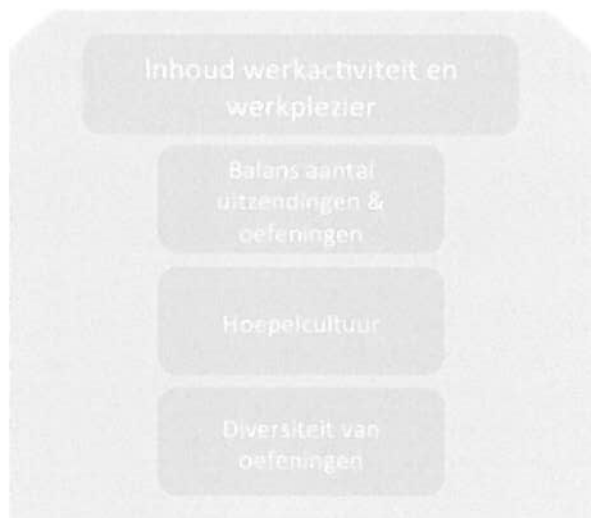 Inhoud werkactiviteit en
werkplezier
Balans aantal
uitzendingen &
oefeningen
Hoepelcultuur
Diversiteit van
oefeningen